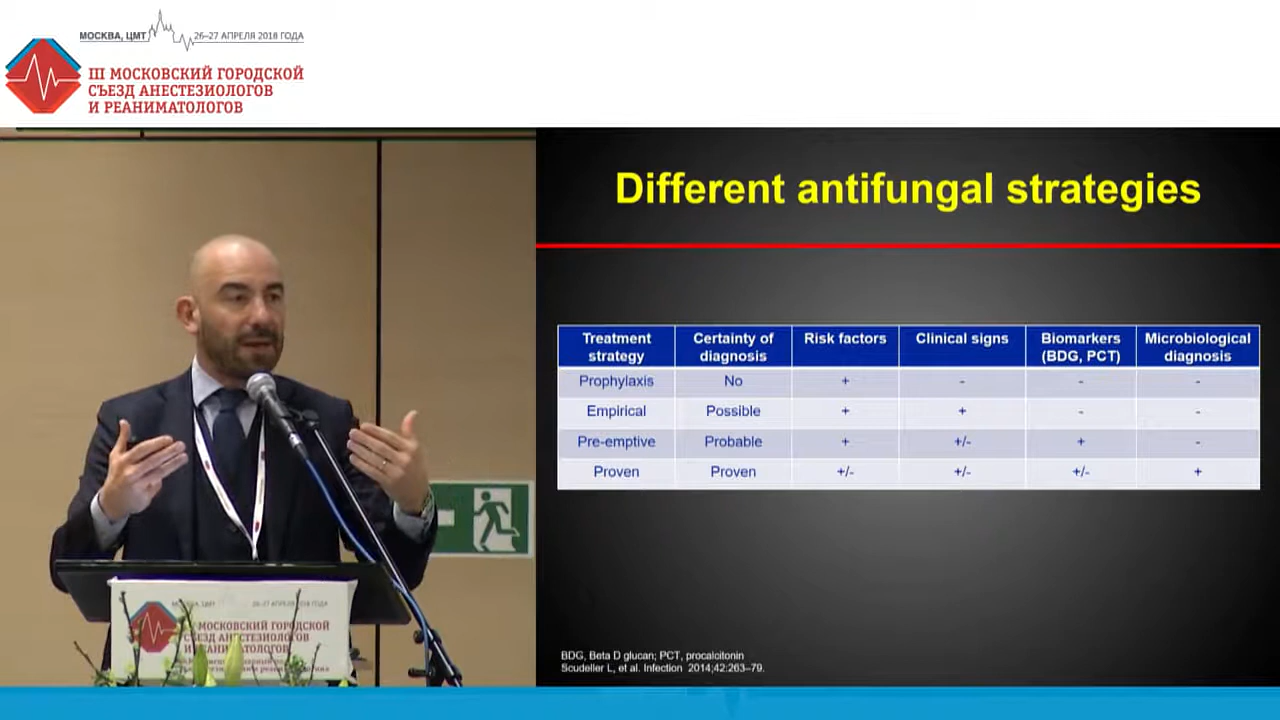 МОСКВА, ЦМТ 26–27 АПРЕЛЯ 2018 ГОДА
III МОСКОВСКИЙ ГОРОДСКОЙ
СЪЕЗД АНЕСТЕЗИОЛОГОВ
И РЕАНИМАТОЛОГОВ
Different antifungal strategies
Treatment strategy Certainty of diagnosis Risk factors Clinical signs Biomarkers (BDG, PCT) Microbiological diagnosis
Prophylaxis No + - - -
Empirical Possible + + - -
Pre-emptive Probable + +/- + -
Proven Proven +/- +/- +/- +
BDG, Beta D glucan; PCT, procalcitonin
Scudeller L, et al. Infection 2014;42:263–79.
МОСКВА, ЦМТ 26–27 АПРЕЛЯ 2018 ГОДА
МОСКОВСКИЙ ГОРОДСКОЙ
СЪЕЗД АНЕСТЕЗИОЛОГОВ
И РЕАНИМАТОЛОГОВ